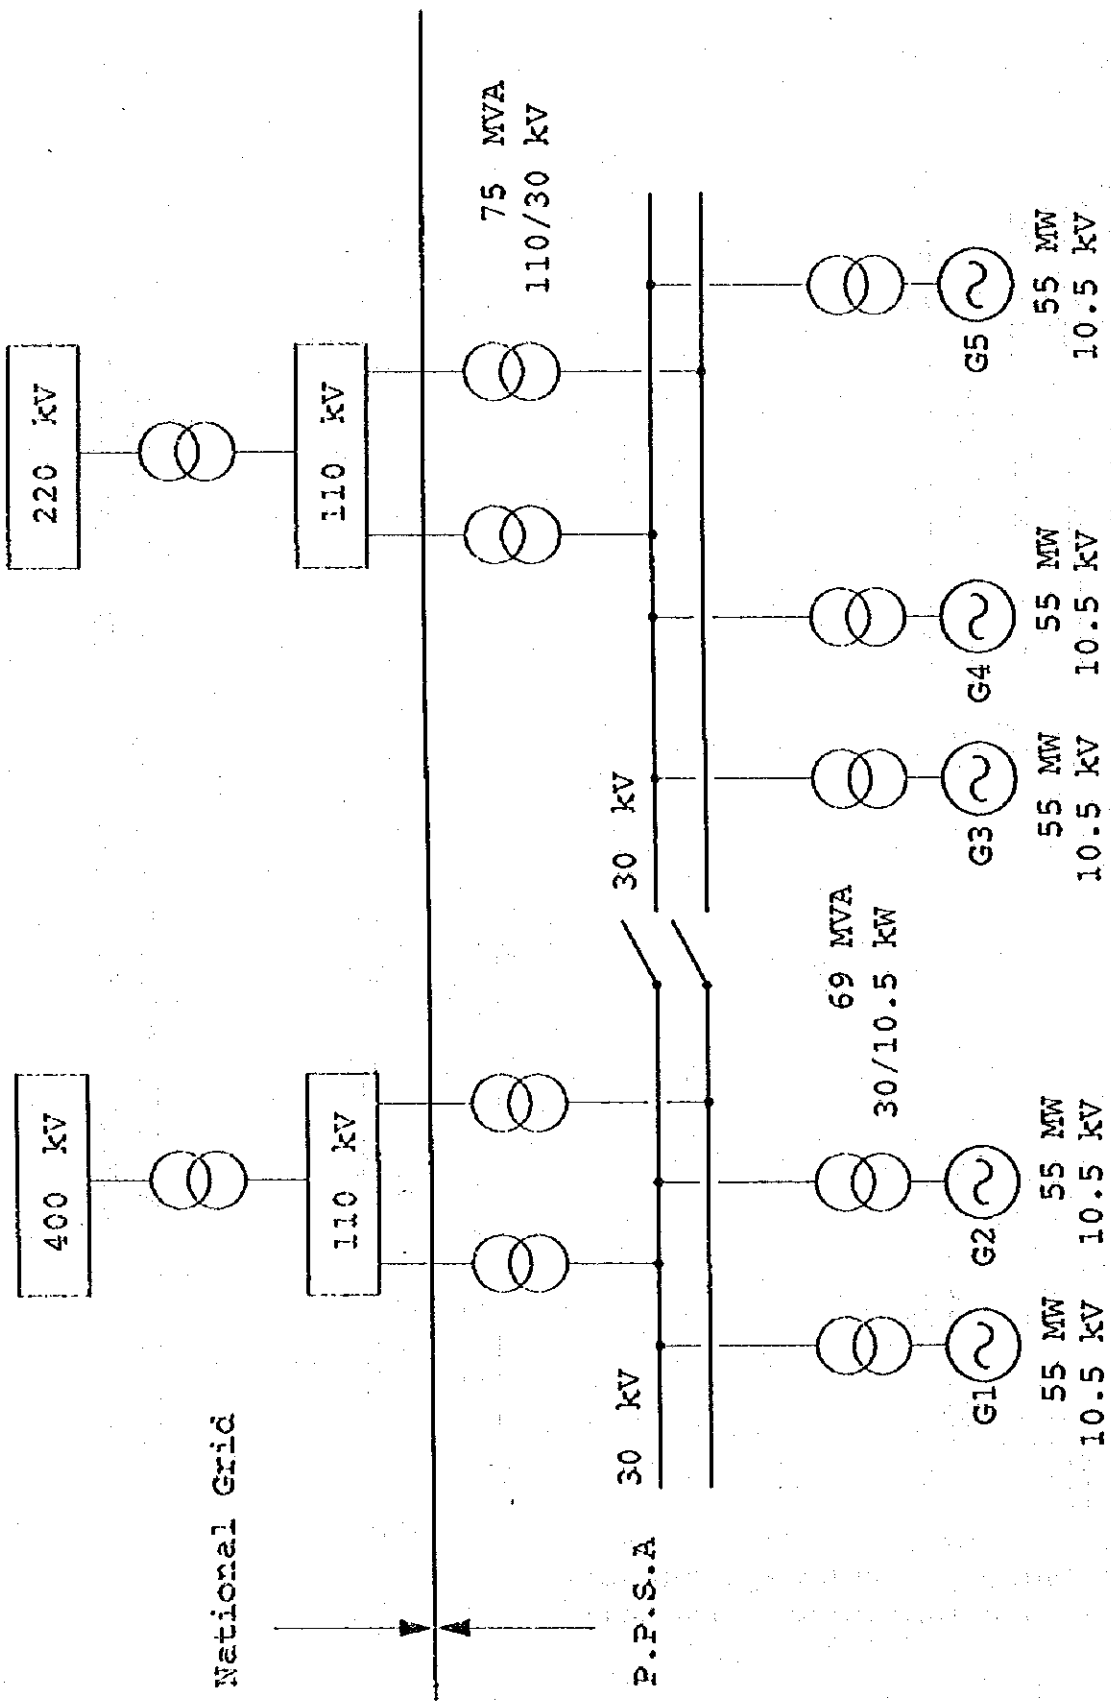 National Grid
400 kV
220 kV
110 kV
110 kV
75 MVA
110/30 kV
P.P.S.A
30 kV
30 kV
69 MVA
30/10.5 kW
G1
55 MW
10.5 kV
G2
55 MW
10.5 kV
G3
55 MW
10.5 kV
G4
55 MW
10.5 kV
G5
55 MW
10.5 kV